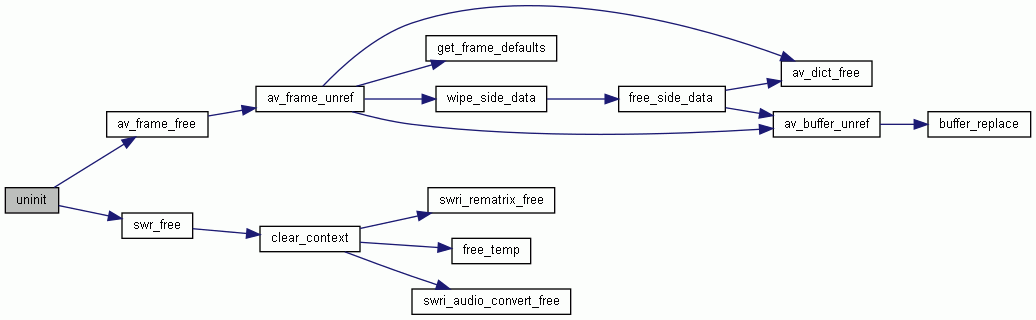 get_frame_defaults
av_dict_free
av_frame_unref
wipe_side_data
free_side_data
av_frame_free
av_buffer_unref
buffer_replace
uninit
swri_rematrix_free
swr_free
clear_context
free_temp
swri_audio_convert_free